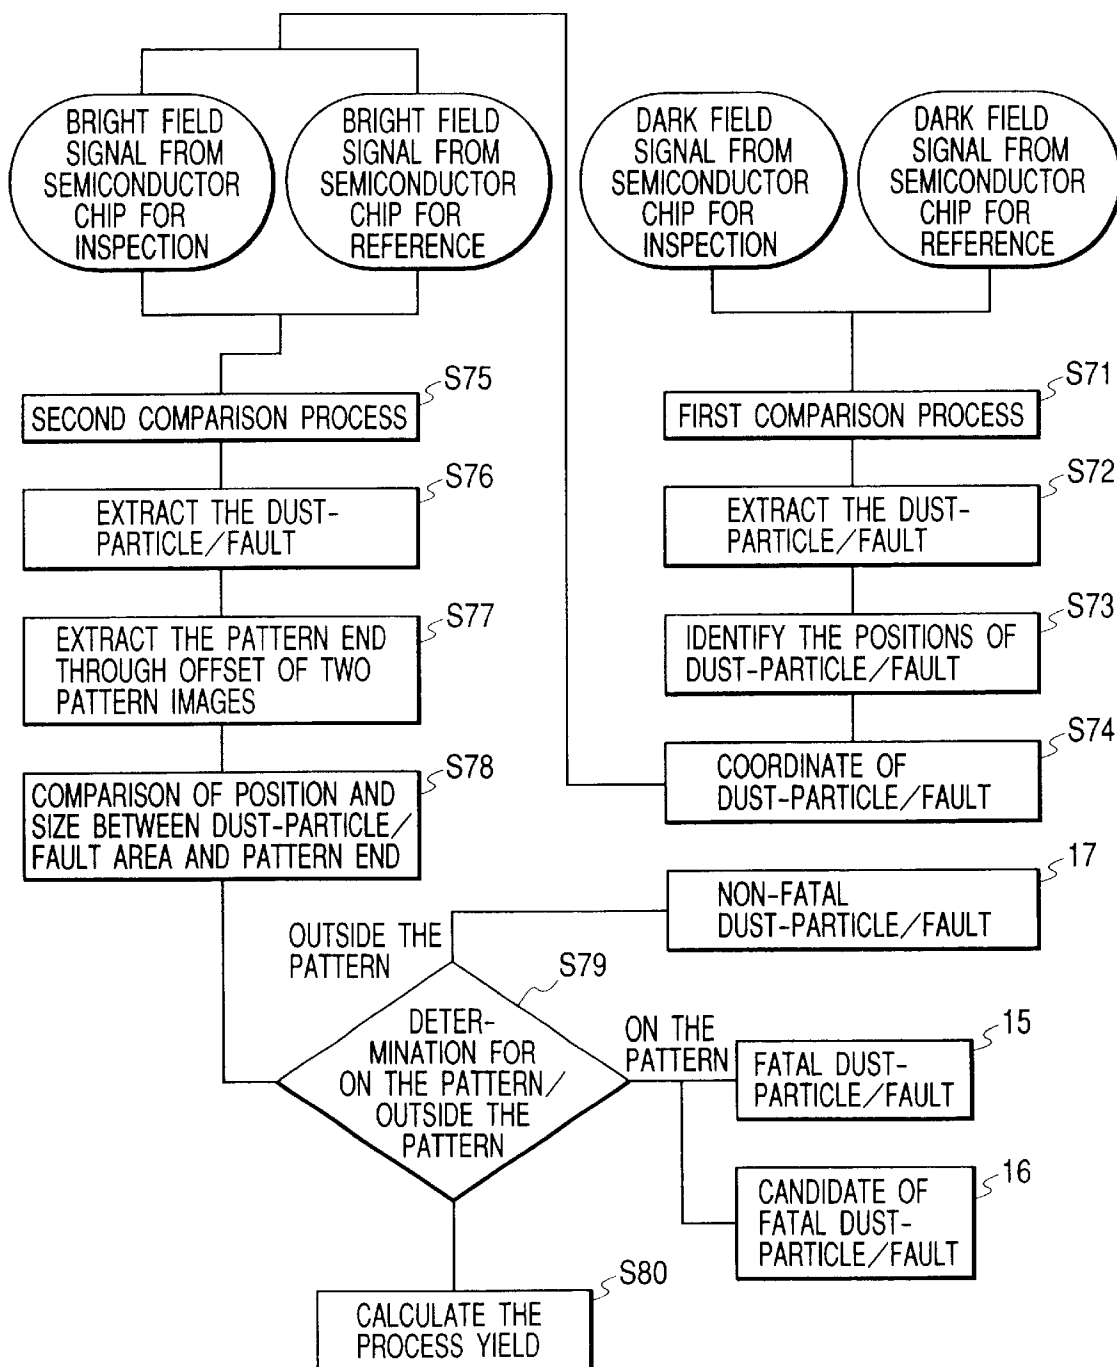 BRIGHT FIELD
SIGNAL FROM
SEMICONDUCTOR
CHIP FOR
INSPECTION
BRIGHT FIELD
SIGNAL FROM
SEMICONDUCTOR
CHIP FOR
REFERENCE
DARK FIELD
SIGNAL FROM
SEMICONDUCTOR
CHIP FOR
INSPECTION
DARK FIELD
SIGNAL FROM
SEMICONDUCTOR
CHIP FOR
REFERENCE
S75
SECOND COMPARISON PROCESS
S71
FIRST COMPARISON PROCESS
S76
EXTRACT THE DUST-
PARTICLE/FAULT
S72
EXTRACT THE DUST-
PARTICLE/FAULT
S77
EXTRACT THE PATTERN END
THROUGH OFFSET OF TWO
PATTERN IMAGES
S73
IDENTIFY THE POSITIONS OF
DUST-PARTICLE/FAULT
S78
COMPARISON OF POSITION AND
SIZE BETWEEN DUST-PARTICLE/
FAULT AREA AND PATTERN END
S74
COORDINATE OF
DUST-PARTICLE/FAULT
17
NON-FATAL
DUST-PARTICLE/FAULT
OUTSIDE THE
PATTERN
S79
DETER-
MINATION FOR
ON THE PATTERN/
OUTSIDE THE
PATTERN
ON THE
PATTERN
15
FATAL DUST-
PARTICLE/FAULT
16
CANDIDATE OF
FATAL DUST-
PARTICLE/FAULT
S80
CALCULATE THE
PROCESS YIELD